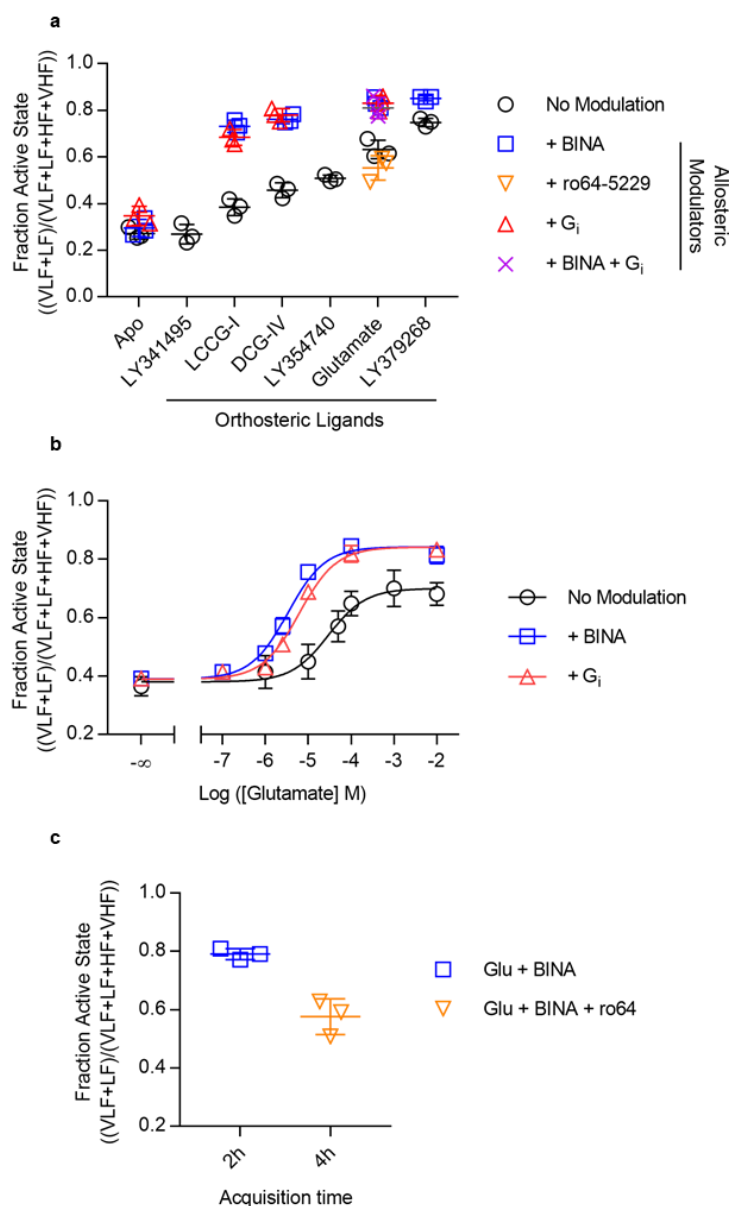 a
Fraction Active State
((VLF+LF)/(VLF+LF+HF+VHF))
1.0
0.8
0.6
0.4
0.2
0.0
Apo
LY341495
LCCG-I
DCG-IV
LY354740
Glutamate
LY379268
Orthosteric Ligands
No Modulation
+ BINA
+ ro64-5229
+ Gi
+ BINA + Gi
Allosteric
Modulators
b
Fraction Active State
((VLF+LF)/(VLF+LF+HF+VHF))
1.0
0.8
0.6
0.4
0.2
-∞
-7
-6
-5
-4
-3
-2
Log ([Glutamate] M)
No Modulation
+ BINA
+ Gi
c
Fraction Active State
((VLF+LF)/(VLF+LF+HF+VHF))
1.0
0.8
0.6
0.4
0.2
2h
4h
Acquisition time
Glu + BINA
Glu + BINA + ro64